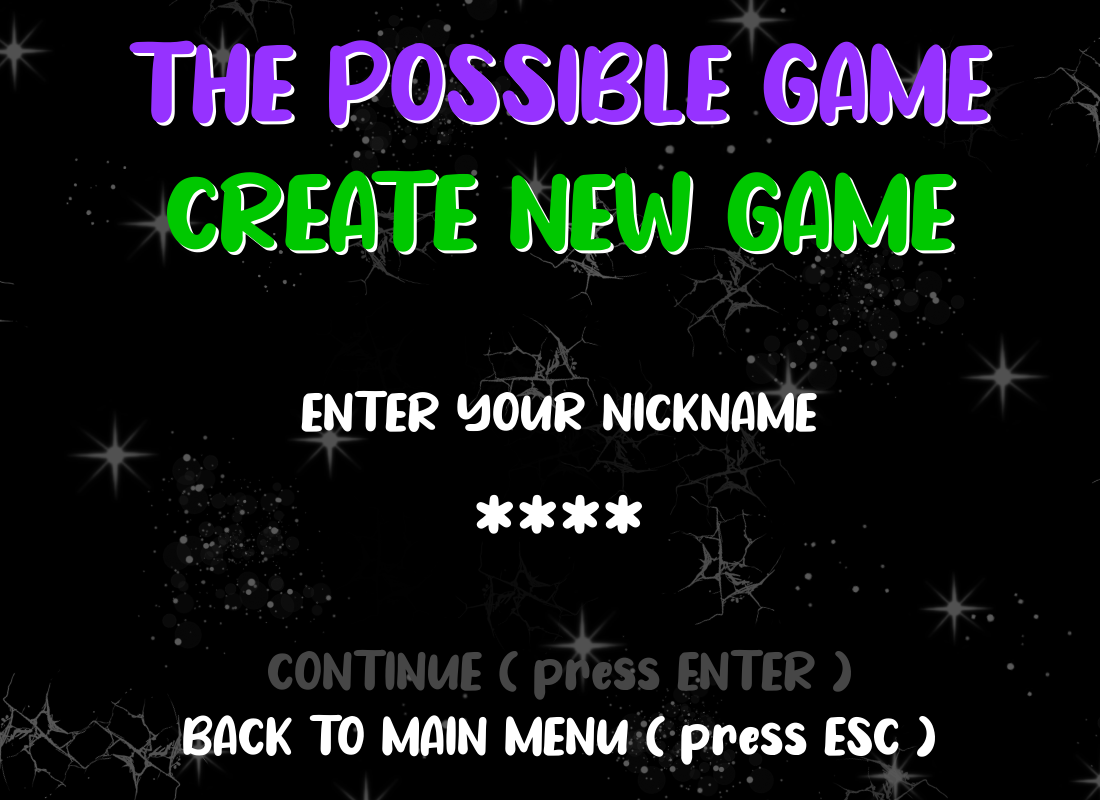 THE POSSIBLE GAME
CREATE NEW GAME
ENTER YOUR NICKNAME
****
CONTINUE ( press ENTER )
BACK TO MAIN MENU ( press ESC )